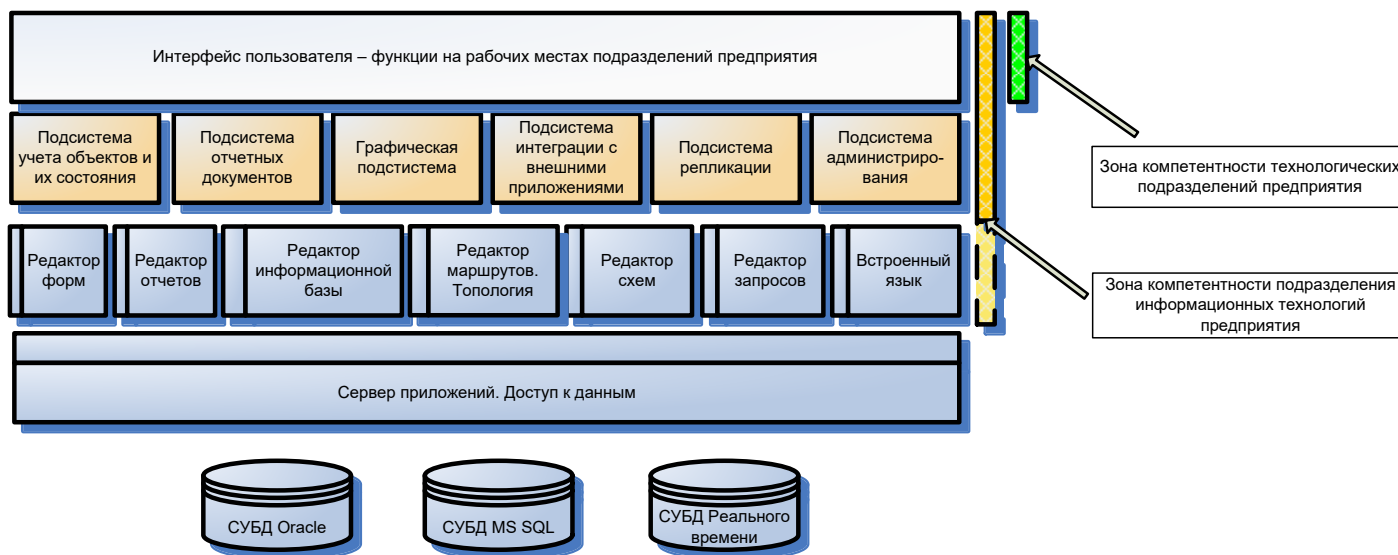 Интерфейс пользователя – функции на рабочих местах подразделений предприятия
Подсистема
учета объектов и
их состояния
Подсистема
отчетных
документов
Графическая
подстистема
Подсистема
интеграции с
внешними
приложениями
Подсистема
репликации
Подсистема
администриро-
вания
Зона компетентности технологических
подразделений предприятия
Редактор
форм
Редактор
отчетов
Редактор
информационной
базы
Редактор
маршрутов.
Топология
Редактор
схем
Редактор
запросов
Встроенный
язык
Зона компетентности подразделения
информационных технологий
предприятия
Сервер приложений. Доступ к данным
СУБД Oracle
СУБД MS SQL
СУБД Реального
времени